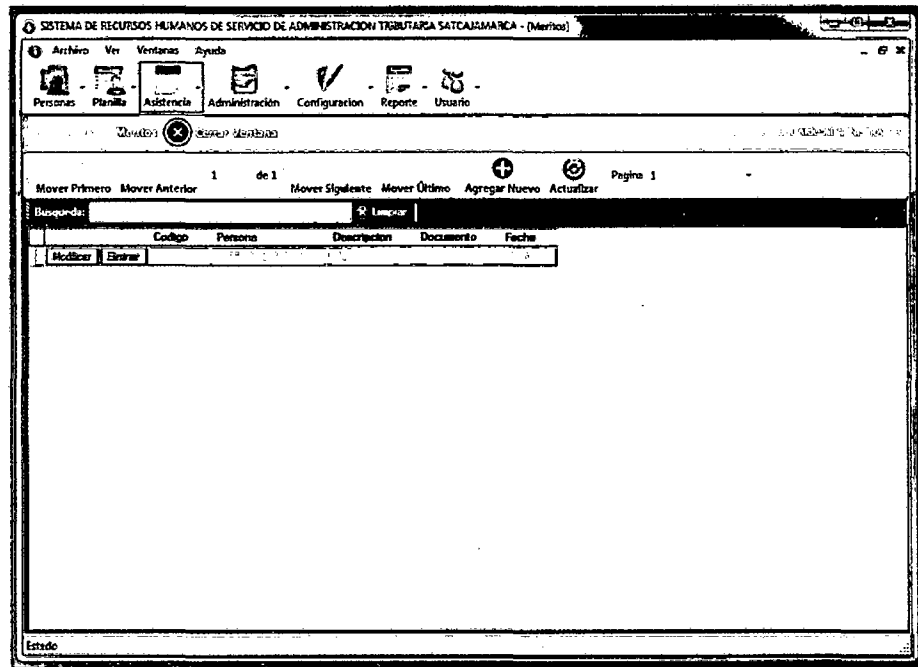 SISTEMA DE RECURSOS HUMANOS DE SERVICIO DE ADMINISTRACION TRIBUTARIA SATCAJAMARCA - [Meritos]
Archivo Ver Ventanas Ayuda
Personas Planilla Asistencia Administración Configuracion Reporte Usuario
Meritos Cerrar Ventana
1 de 1 Pagina 1
Mover Primero Mover Anterior Mover Siguiente Mover Último Agregar Nuevo Actualizar
Busqueda: Limpiar
Codigo Persona Descripcion Documento Fecha
Modificar Eliminar
Estado